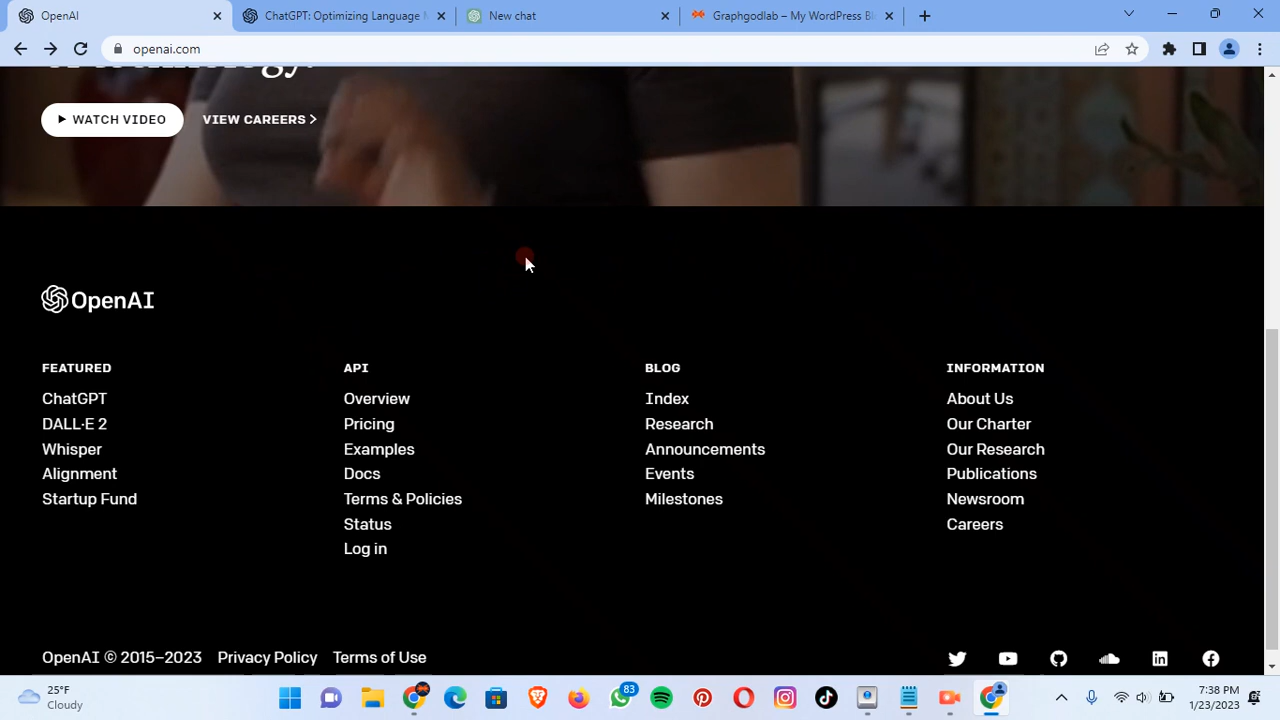 OpenAI
ChatGPT: Optimizing Language
New chat
Graphgodlab – My WordPress Bl
openai.com
WATCH VIDEO
VIEW CAREERS >
OpenAI
FEATURED
ChatGPT
DALL·E 2
Whisper
Alignment
Startup Fund
API
Overview
Pricing
Examples
Docs
Terms & Policies
Status
Log in
BLOG
Index
Research
Announcements
Events
Milestones
INFORMATION
About Us
Our Charter
Our Research
Publications
Newsroom
Careers
OpenAI © 2015–2023 Privacy Policy Terms of Use
25°F
Cloudy
83
7:38 PM
1/23/2023